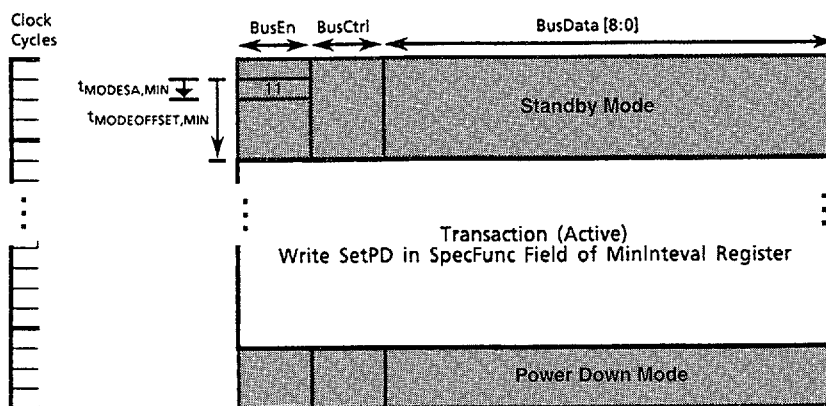 Clock
Cycles
BusEn
BusCtrl
BusData [8:0]
tMODESA,MIN
11
Standby Mode
tMODEOFFSET,MIN
Transaction (Active)
Write SetPD in SpecFunc Field of MinInteval Register
Power Down Mode